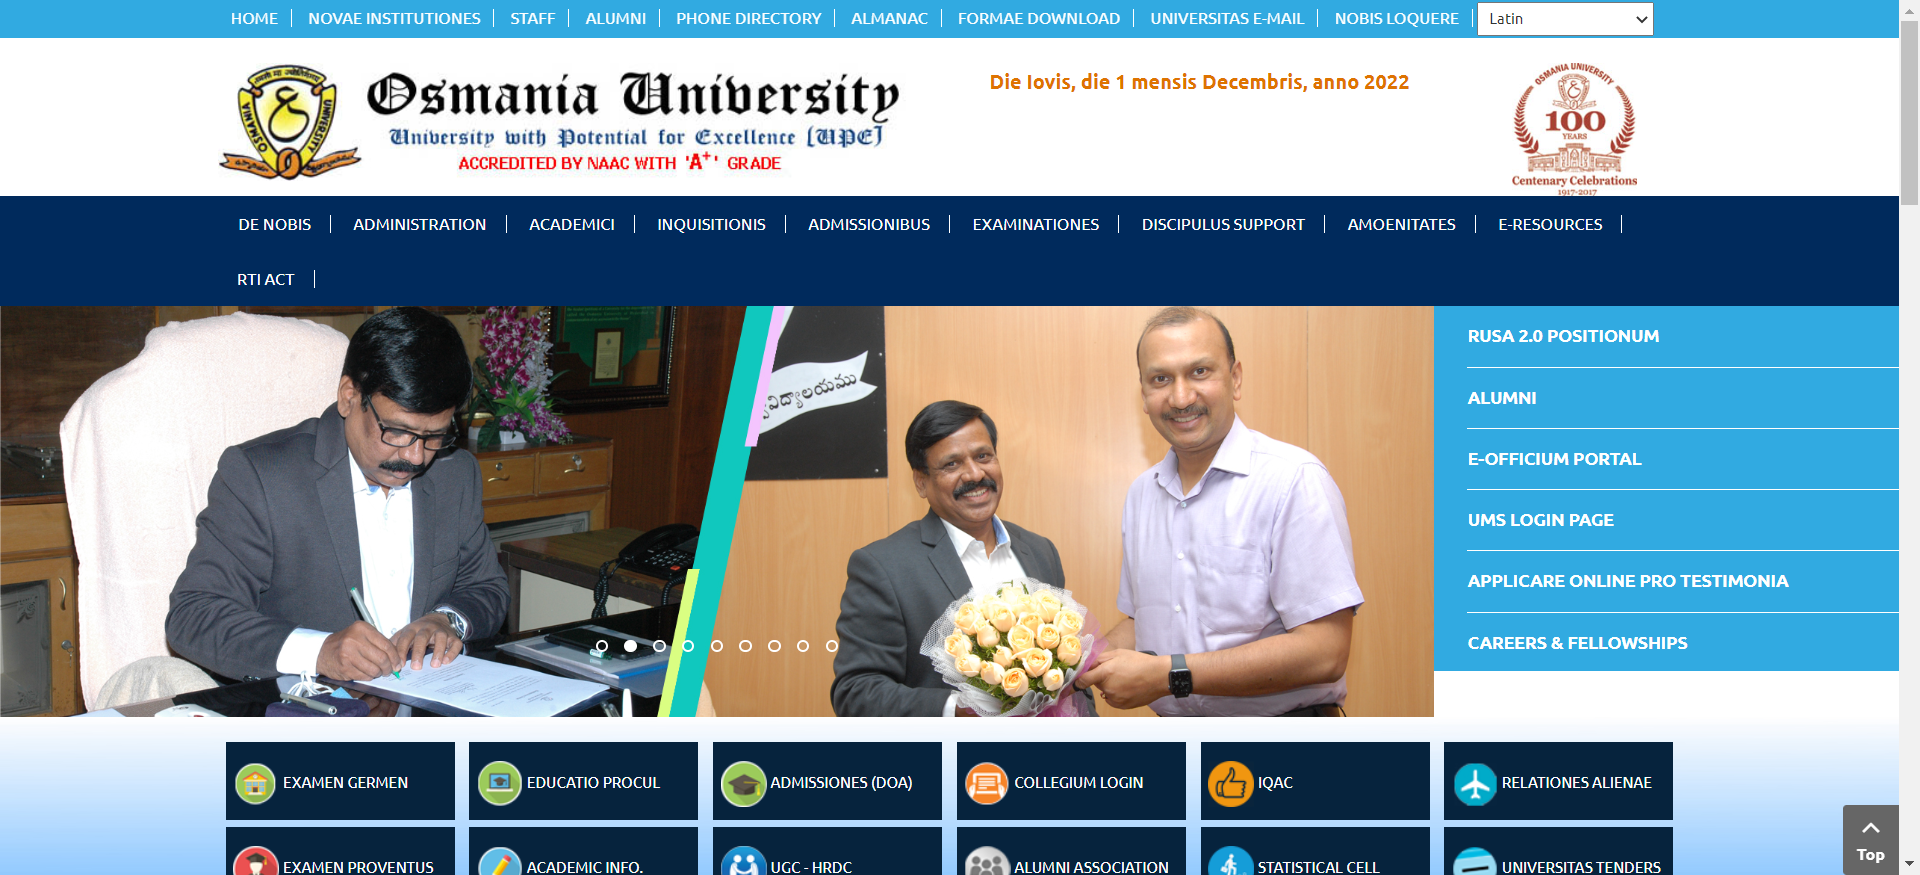 HOME NOVAE INSTITUTIONES STAFF ALUMNI PHONE DIRECTORY ALMANAC FORMAE DOWNLOAD UNIVERSITAS E-MAIL NOBIS LOQUERE Latin
Osmania University
University with Potential for Excellence [UPE]
ACCREDITED BY NAAC WITH 'A+' GRADE
Die Iovis, die 1 mensis Decembris, anno 2022
OSMANIA UNIVERSITY
100
YEARS
Centenary Celebrations
1917-2017
DE NOBIS ADMINISTRATION ACADEMICI INQUISITIONIS ADMISSIONIBUS EXAMINATIONES DISCIPULUS SUPPORT AMOENITATES E-RESOURCES
RTI ACT
RUSA 2.0 POSITIONUM
ALUMNI
E-OFFICIUM PORTAL
UMS LOGIN PAGE
APPLICARE ONLINE PRO TESTIMONIA
CAREERS & FELLOWSHIPS
EXAMEN GERMEN EDUCATIO PROCUL ADMISSIONES (DOA) COLLEGIUM LOGIN IQAC RELATIONES ALIENAE
EXAMEN PROVENTUS ACADEMIC INFO. UGC - HRDC ALUMNI ASSOCIATION STATISTICAL CELL UNIVERSITAS TENDERS
Top